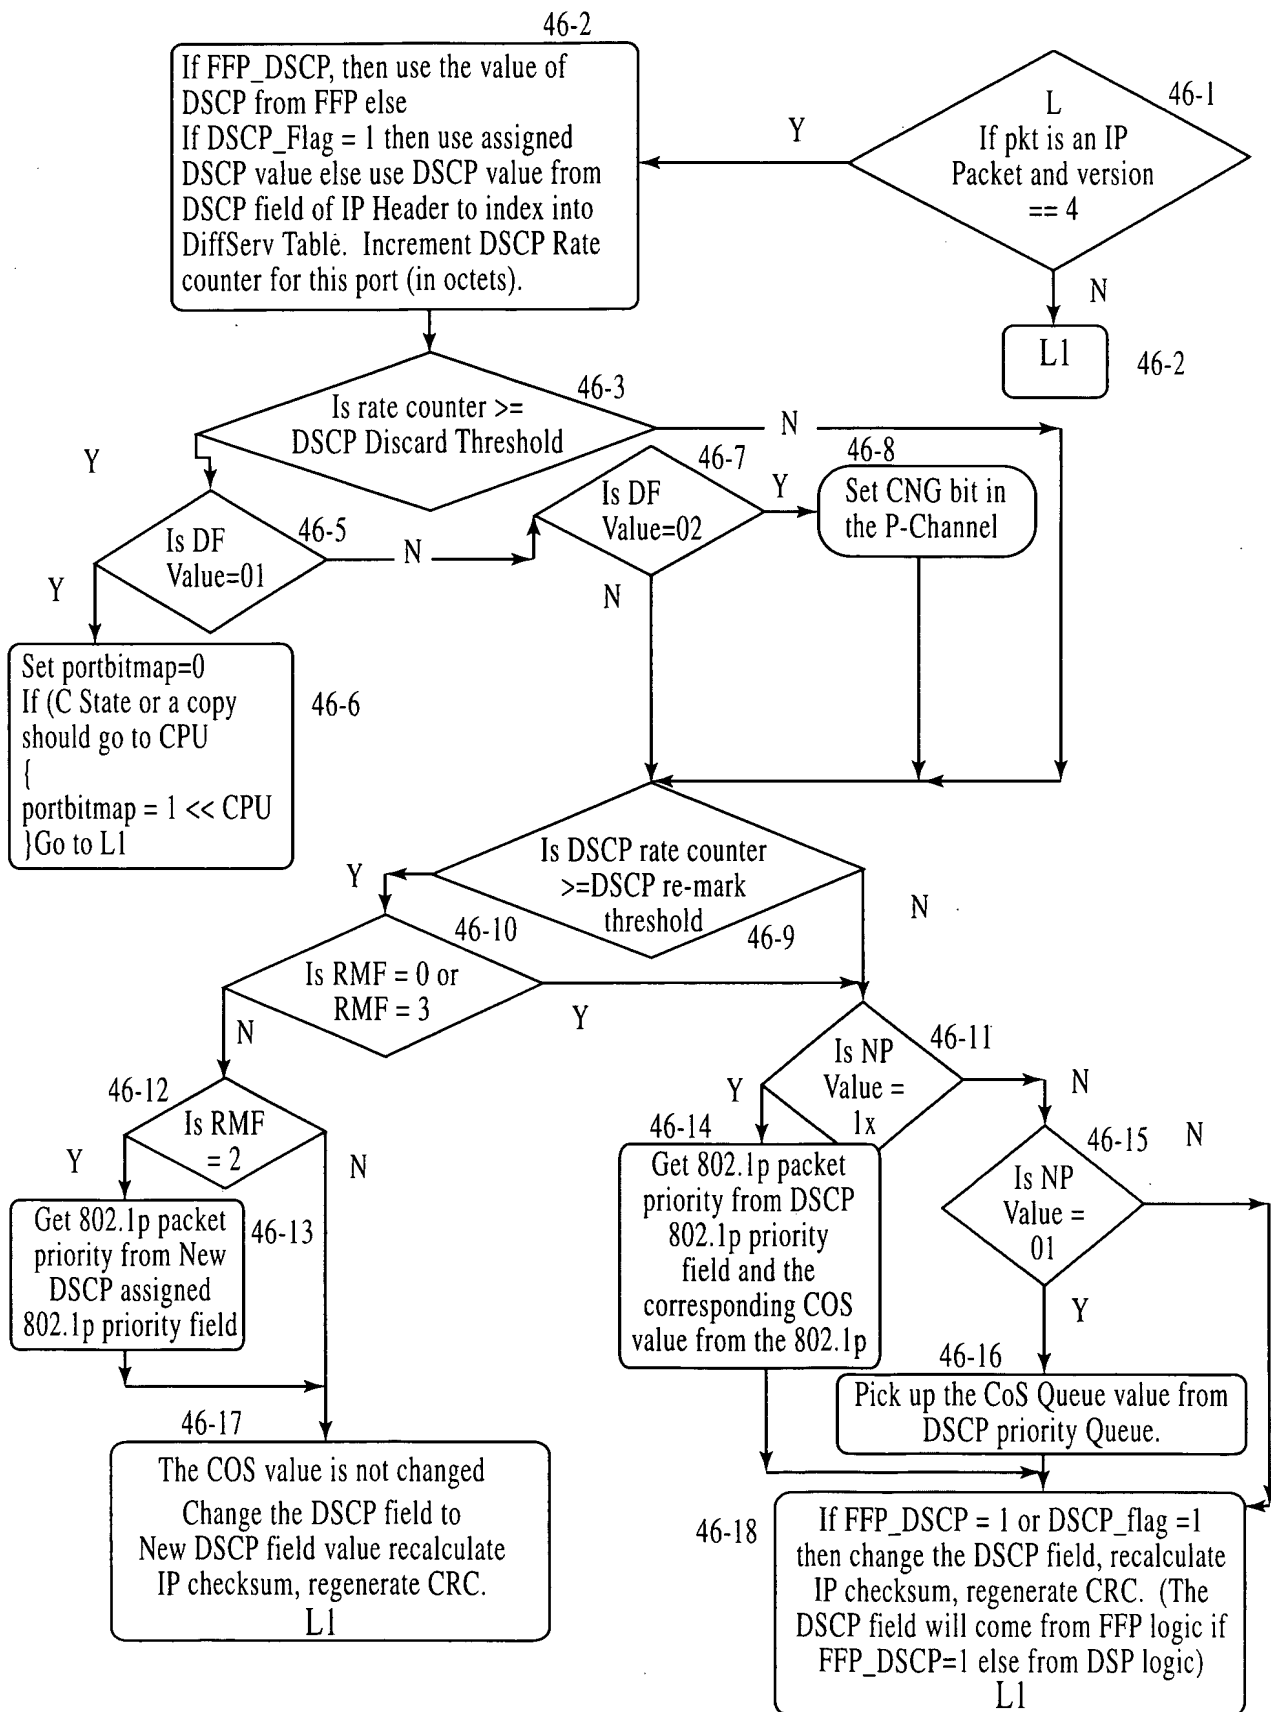 46-2
If FFP_DSCP, then use the value of
DSCP from FFP else
If DSCP_Flag = 1 then use assigned
DSCP value else use DSCP value from
DSCP field of IP Header to index into
DiffServ Table. Increment DSCP Rate
counter for this port (in octets).
Y
L
If pkt is an IP
Packet and version
== 4
46-1
N
L1
46-2
46-3
Is rate counter >=
DSCP Discard Threshold
N
Y
46-5
Is DF
Value=01
N
Y
46-7
Is DF
Value=02
Y
N
46-8
Set CNG bit in
the P-Channel
Set portbitmap=0
If (C State or a copy
should go to CPU
{
portbitmap = 1 << CPU
}Go to L1
46-6
Is DSCP rate counter
>=DSCP re-mark
threshold
46-9
Y
N
46-10
Is RMF = 0 or
RMF = 3
Y
N
46-11
Is NP
Value =
1x
Y
N
46-12
Is RMF
= 2
Y
N
46-13
Get 802.1p packet
priority from New
DSCP assigned
802.1p priority field
46-14
Get 802.1p packet
priority from DSCP
802.1p priority
field and the
corresponding COS
value from the 802.1p
46-15
Is NP
Value =
01
N
Y
46-16
Pick up the CoS Queue value from
DSCP priority Queue.
46-17
The COS value is not changed
Change the DSCP field to
New DSCP field value recalculate
IP checksum, regenerate CRC.
L1
46-18
If FFP_DSCP = 1 or DSCP_flag =1
then change the DSCP field, recalculate
IP checksum, regenerate CRC. (The
DSCP field will come from FFP logic if
FFP_DSCP=1 else from DSP logic)
L1